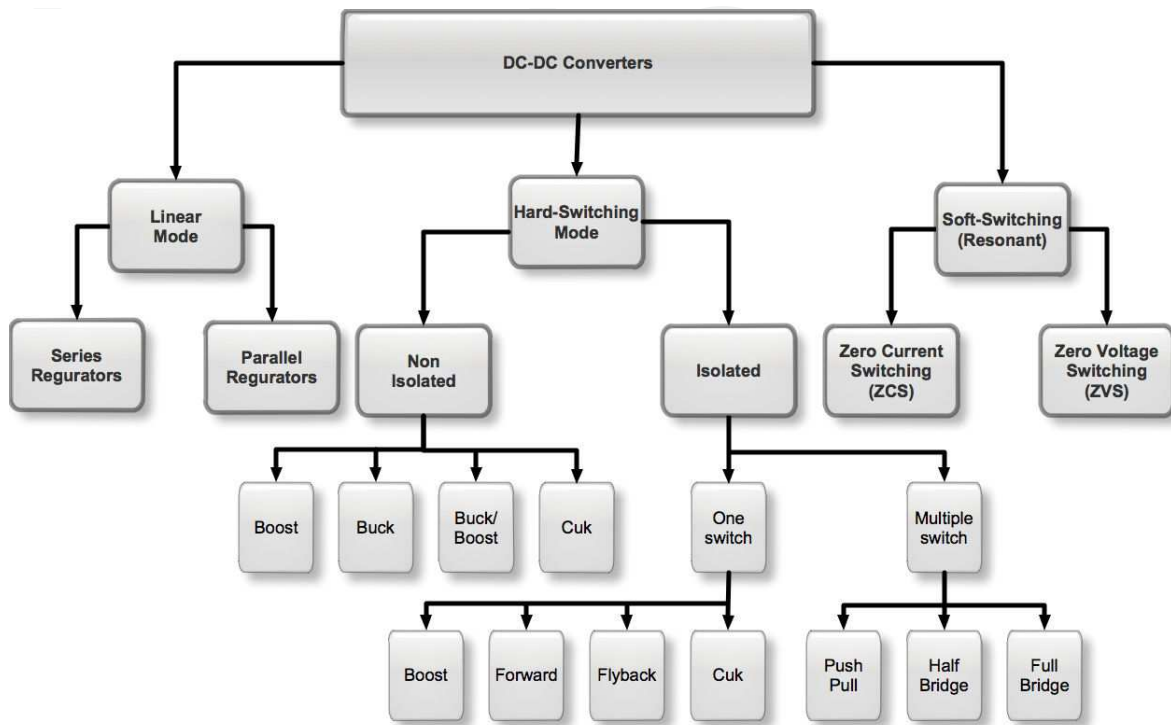 DC-DC Converters
Linear
Mode
Hard-Switching
Mode
Soft-Switching
(Resonant)
Series
Regurators
Parallel
Regurators
Non
Isolated
Isolated
Zero Current
Switching
(ZCS)
Zero Voltage
Switching
(ZVS)
Boost
Buck
Buck/
Boost
Cuk
One
switch
Multiple
switch
Boost
Forward
Flyback
Cuk
Push
Pull
Half
Bridge
Full
Bridge